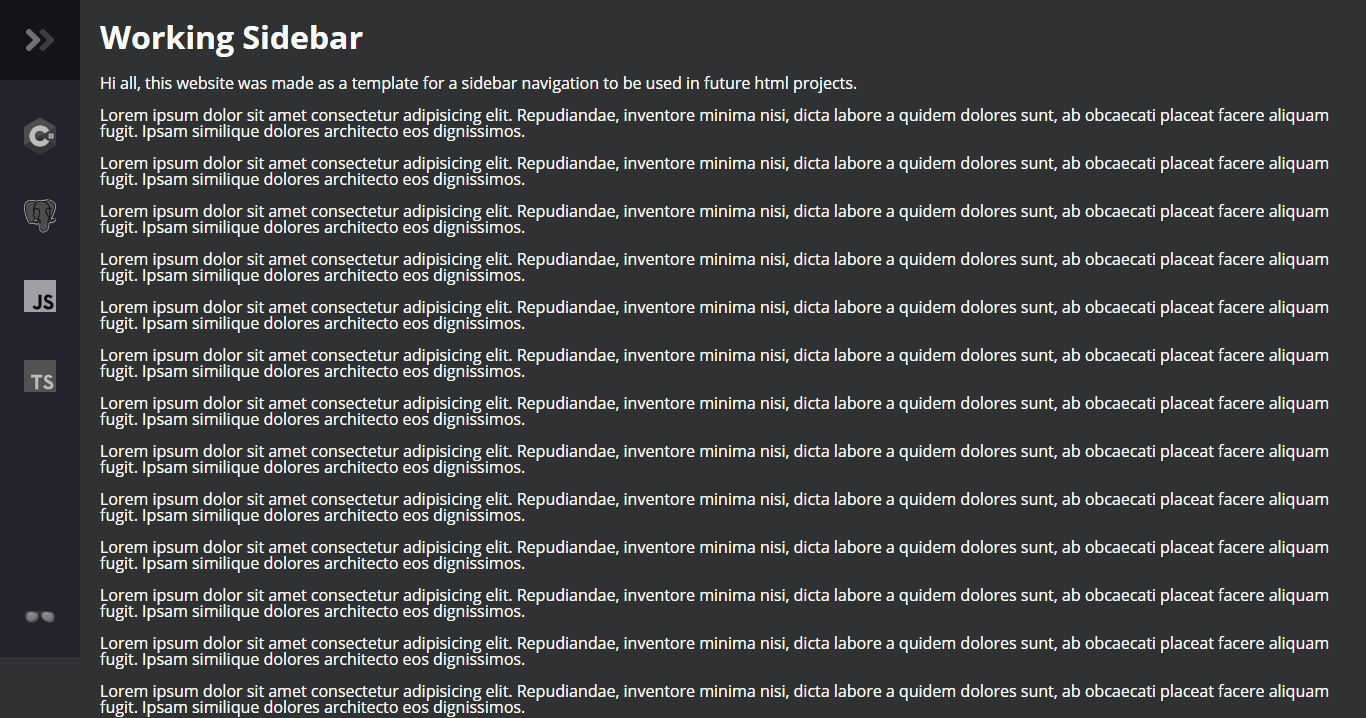 Working Sidebar
Hi all, this website was made as a template for a sidebar navigation to be used in future html projects.
Lorem ipsum dolor sit amet consectetur adipisicing elit. Repudiandae, inventore minima nisi, dicta labore a quidem dolores sunt, ab obcaecati placeat facere aliquam
fugit. Ipsam similique dolores architecto eos dignissimos.
Lorem ipsum dolor sit amet consectetur adipisicing elit. Repudiandae, inventore minima nisi, dicta labore a quidem dolores sunt, ab obcaecati placeat facere aliquam
fugit. Ipsam similique dolores architecto eos dignissimos.
Lorem ipsum dolor sit amet consectetur adipisicing elit. Repudiandae, inventore minima nisi, dicta labore a quidem dolores sunt, ab obcaecati placeat facere aliquam
fugit. Ipsam similique dolores architecto eos dignissimos.
Lorem ipsum dolor sit amet consectetur adipisicing elit. Repudiandae, inventore minima nisi, dicta labore a quidem dolores sunt, ab obcaecati placeat facere aliquam
fugit. Ipsam similique dolores architecto eos dignissimos.
Lorem ipsum dolor sit amet consectetur adipisicing elit. Repudiandae, inventore minima nisi, dicta labore a quidem dolores sunt, ab obcaecati placeat facere aliquam
fugit. Ipsam similique dolores architecto eos dignissimos.
Lorem ipsum dolor sit amet consectetur adipisicing elit. Repudiandae, inventore minima nisi, dicta labore a quidem dolores sunt, ab obcaecati placeat facere aliquam
fugit. Ipsam similique dolores architecto eos dignissimos.
Lorem ipsum dolor sit amet consectetur adipisicing elit. Repudiandae, inventore minima nisi, dicta labore a quidem dolores sunt, ab obcaecati placeat facere aliquam
fugit. Ipsam similique dolores architecto eos dignissimos.
Lorem ipsum dolor sit amet consectetur adipisicing elit. Repudiandae, inventore minima nisi, dicta labore a quidem dolores sunt, ab obcaecati placeat facere aliquam
fugit. Ipsam similique dolores architecto eos dignissimos.
Lorem ipsum dolor sit amet consectetur adipisicing elit. Repudiandae, inventore minima nisi, dicta labore a quidem dolores sunt, ab obcaecati placeat facere aliquam
fugit. Ipsam similique dolores architecto eos dignissimos.
Lorem ipsum dolor sit amet consectetur adipisicing elit. Repudiandae, inventore minima nisi, dicta labore a quidem dolores sunt, ab obcaecati placeat facere aliquam
fugit. Ipsam similique dolores architecto eos dignissimos.
Lorem ipsum dolor sit amet consectetur adipisicing elit. Repudiandae, inventore minima nisi, dicta labore a quidem dolores sunt, ab obcaecati placeat facere aliquam
fugit. Ipsam similique dolores architecto eos dignissimos.
Lorem ipsum dolor sit amet consectetur adipisicing elit. Repudiandae, inventore minima nisi, dicta labore a quidem dolores sunt, ab obcaecati placeat facere aliquam
fugit. Ipsam similique dolores architecto eos dignissimos.
Lorem ipsum dolor sit amet consectetur adipisicing elit. Repudiandae, inventore minima nisi, dicta labore a quidem dolores sunt, ab obcaecati placeat facere aliquam
fugit. Ipsam similique dolores architecto eos dignissimos.
C#
JS
TS